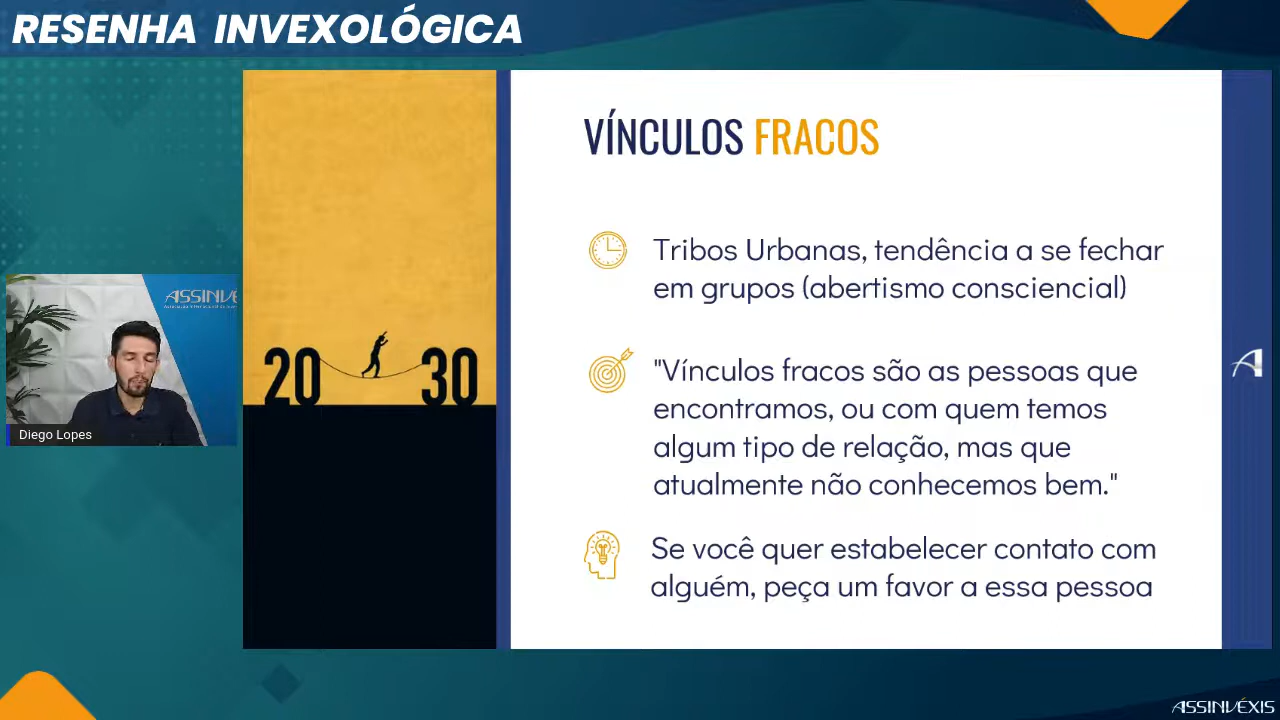 RESENHA INVEXOLÓGICA
VÍNCULOS FRACOS
Tribos Urbanas, tendência a se fechar
em grupos (abertismo consciencial)
"Vínculos fracos são as pessoas que
encontramos, ou com quem temos
algum tipo de relação, mas que
atualmente não conhecemos bem."
Se você quer estabelecer contato com
alguém, peça um favor a essa pessoa
20 30
ASSINVÉ
Diego Lopes
ASSINVÉXIS